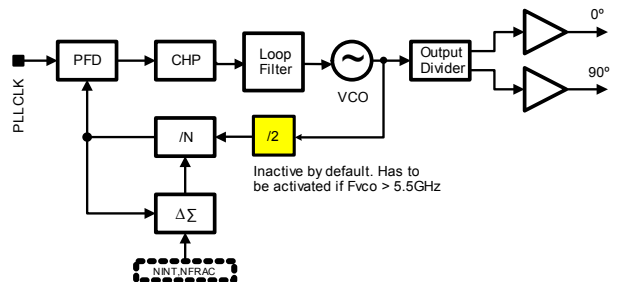 0º
PFD
CHP
Loop
Filter
~
VCO
Output
Divider
90º
PLLCLK
/N
/2
Inactive by default. Has to
be activated if Fvco > 5.5GHz
ΔΣ
NINT,NFRAC